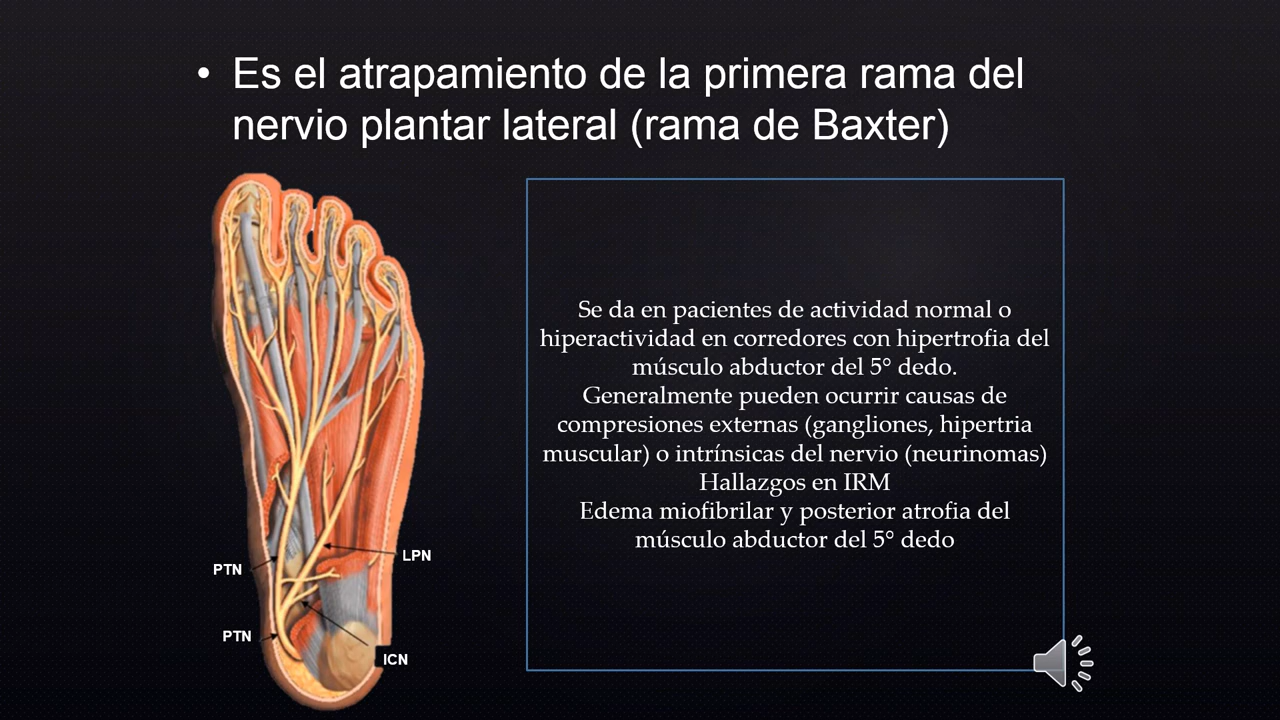 • Es el atrapamiento de la primera rama del
nervio plantar lateral (rama de Baxter)
Se da en pacientes de actividad normal o
hiperactividad en corredores con hipertrofia del
músculo abductor del 5° dedo.
Generalmente pueden ocurrir causas de
compresiones externas (gangliones, hipertria
muscular) o intrínsicas del nervio (neurinomas)
Hallazgos en IRM
Edema miofibrilar y posterior atrofia del
músculo abductor del 5° dedo
LPN
PTN
PTN
ICN